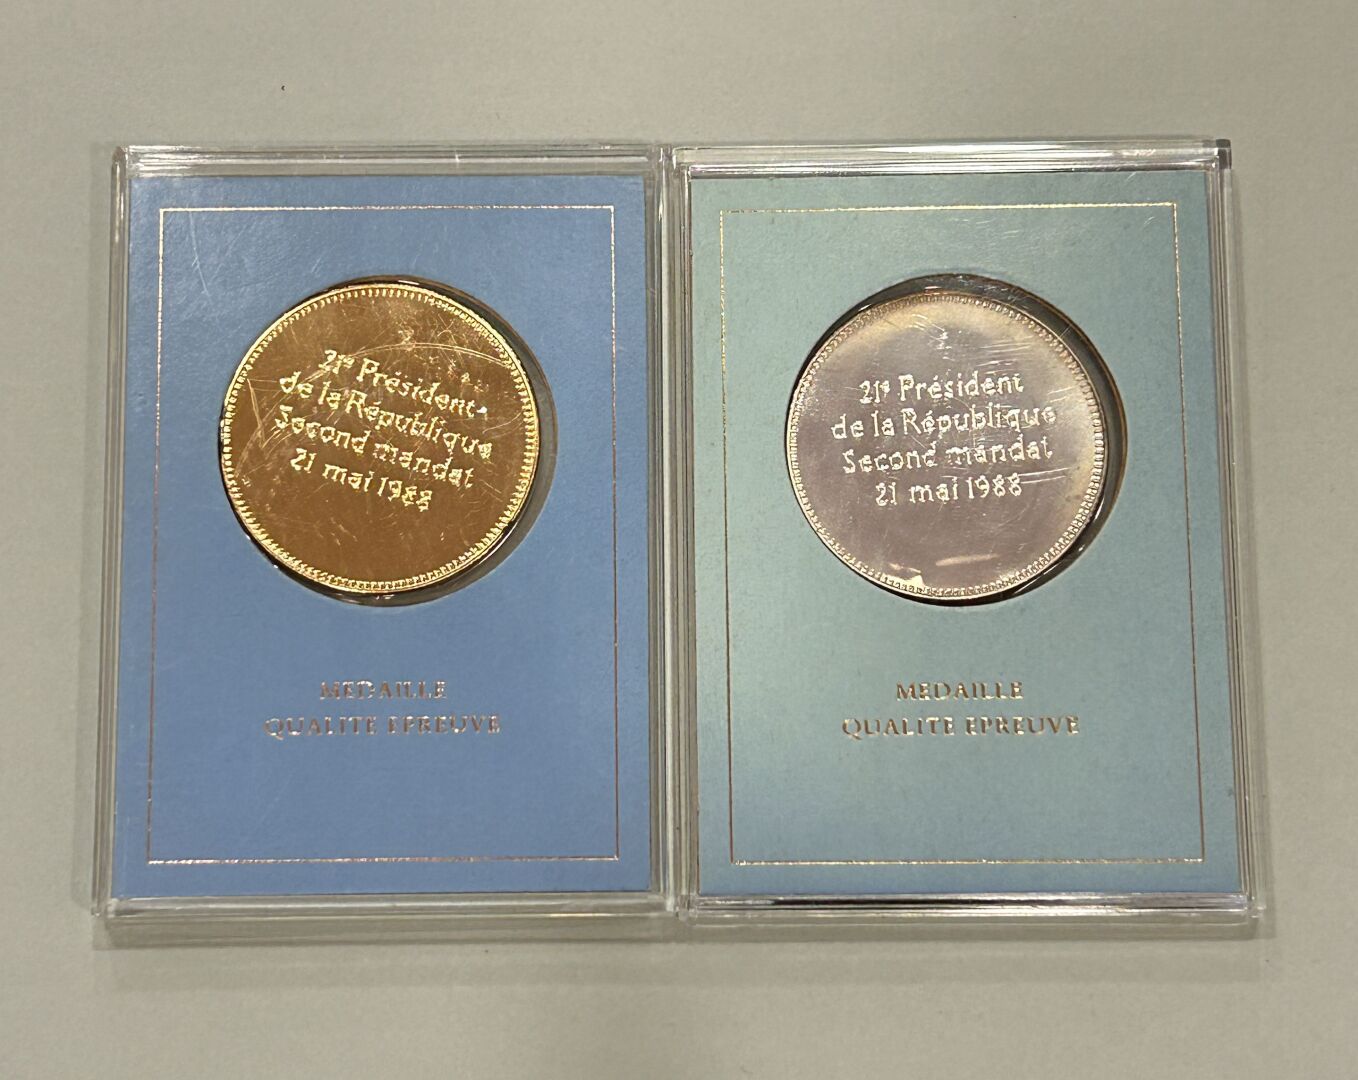 21e Président
de la République
Second mandat
21 mai 1988
MEDAILLE
QUALITE EPREUVE
21e Président
de la République
Second mandat
21 mai 1988
MEDAILLE
QUALITE EPREUVE